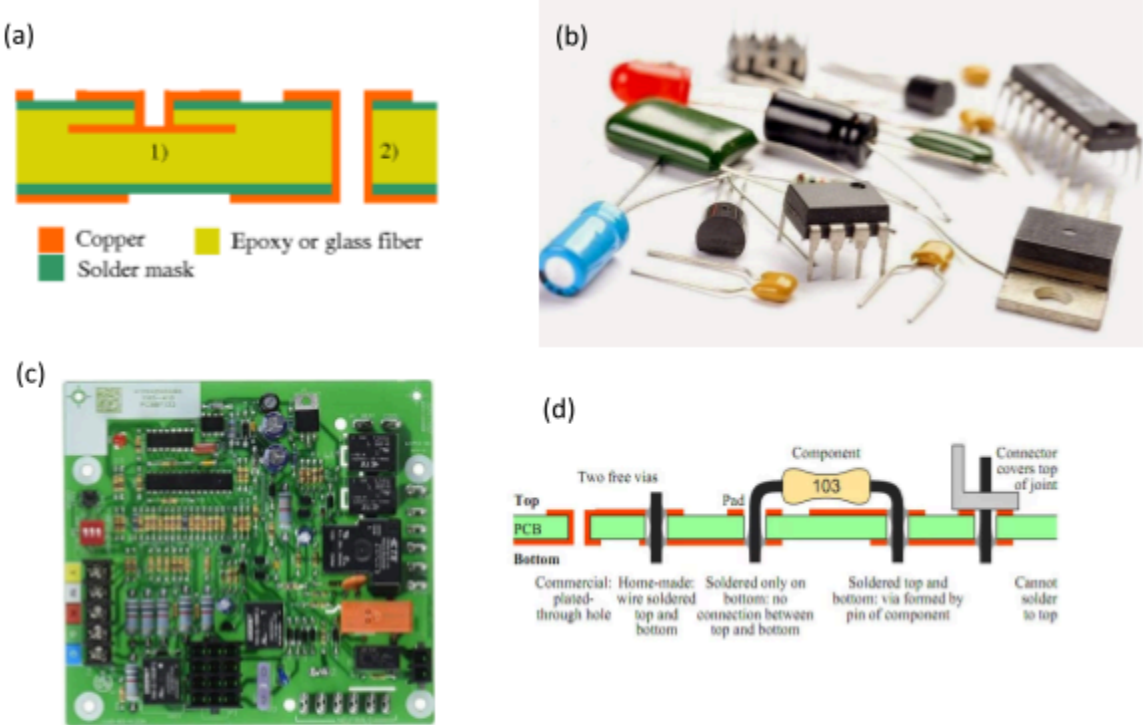 (a)
1)
2)
Copper
Epoxy or glass fiber
Solder mask
(b)
(c)
(d)
Component
Connector
covers top
of joint
Two free vias
103
Top
Pad
PCB
Bottom
Commercial:
plated-
through hole
Home-made:
wire soldered
top and
bottom
Soldered only on
bottom: no
connection between
top and bottom
Soldered top and
bottom: via formed by
pin of component
Cannot
solder
to top